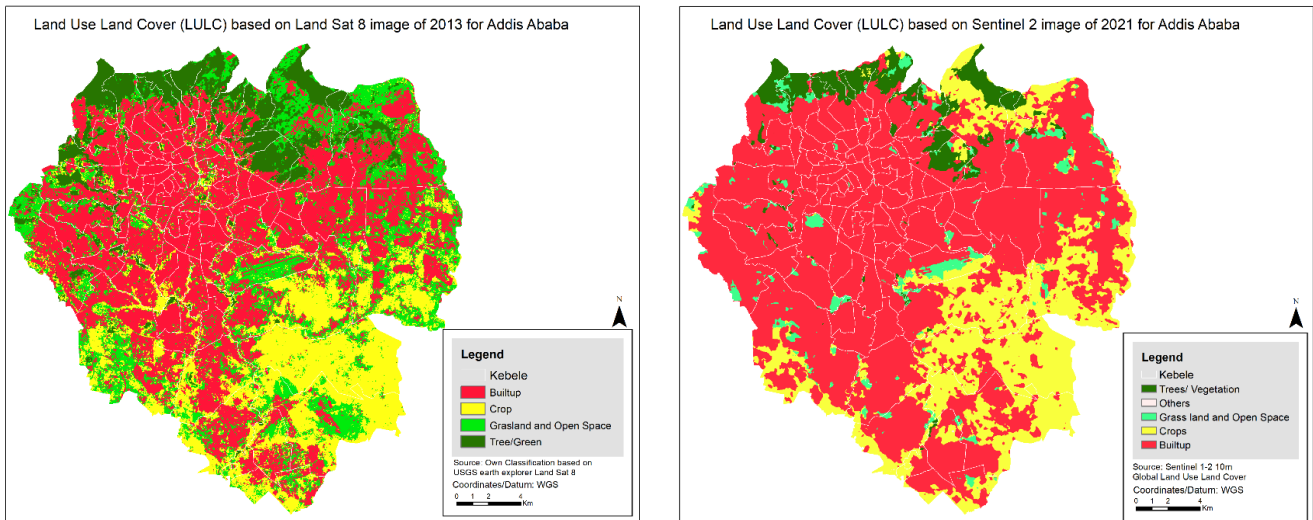 Land Use Land Cover (LULC) based on Land Sat 8 image of 2013 for Addis Ababa
N
Legend
Kebele
Builtup
Crop
Grasland and Open Space
Tree/Green
Source: Own Classification based on
USGS earth explorer Land Sat 8
Coordinates/Datum: WGS
0 1 2 4
Km
Land Use Land Cover (LULC) based on Sentinel 2 image of 2021 for Addis Ababa
N
Legend
Kebele
Trees/ Vegetation
Others
Grass land and Open Space
Crops
Builtup
Source: Sentinel 1-2 10m
Global Land Use Land Cover
Coordinates/Datum: WGS
0 1 2 4
Km